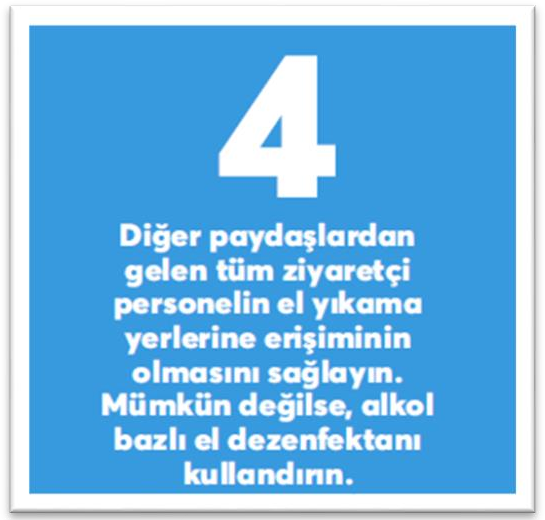 4
Diğer paydaşlardan
gelen tüm ziyaretçi
personelin el yıkama
yerlerine erişiminin
olmasını sağlayın.
Mümkün değilse, alkol
bazlı el dezenfektanı
kullandırın.